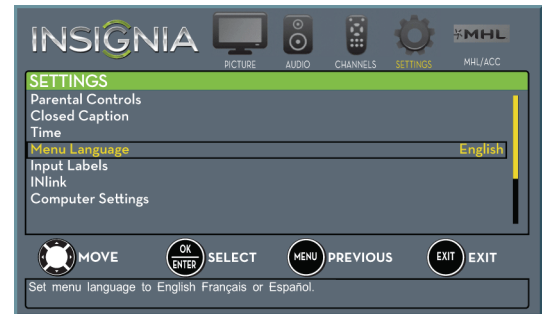 INSIGNIA
MHL
PICTURE AUDIO CHANNELS SETTINGS MHL/ACC
SETTINGS
Parental Controls
Closed Caption
Time
Menu Language English
Input Labels
INlink
Computer Settings
MOVE OK ENTER SELECT MENU PREVIOUS EXIT EXIT
Set menu language to English Français or Español.